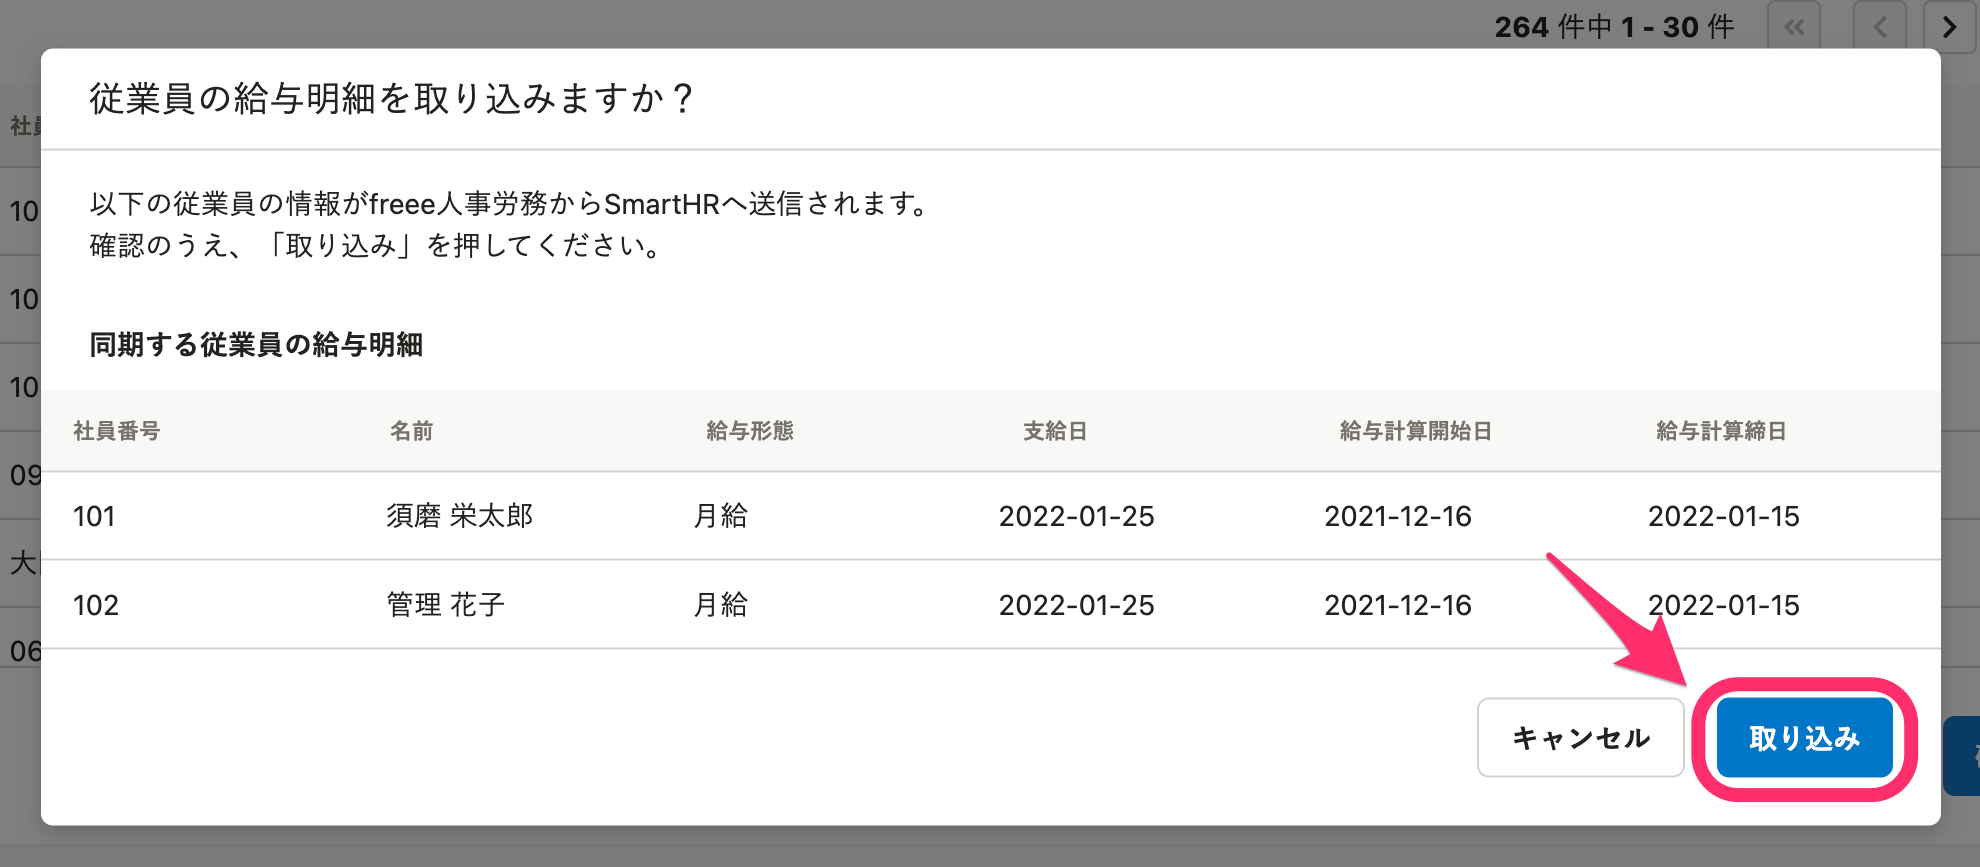 264 件中 1 - 30 件
従業員の給与明細を取り込みますか？
以下の従業員の情報がfreee人事労務からSmartHRへ送信されます。
確認のうえ、「取り込み」を押してください。
同期する従業員の給与明細
社員番号 名前 給与形態 支給日 給与計算開始日 給与計算締日
101 須磨 栄太郎 月給 2022-01-25 2021-12-16 2022-01-15
102 管理 花子 月給 2022-01-25 2021-12-16 2022-01-15
キャンセル 取り込み
社
10
10
10
09
大
06